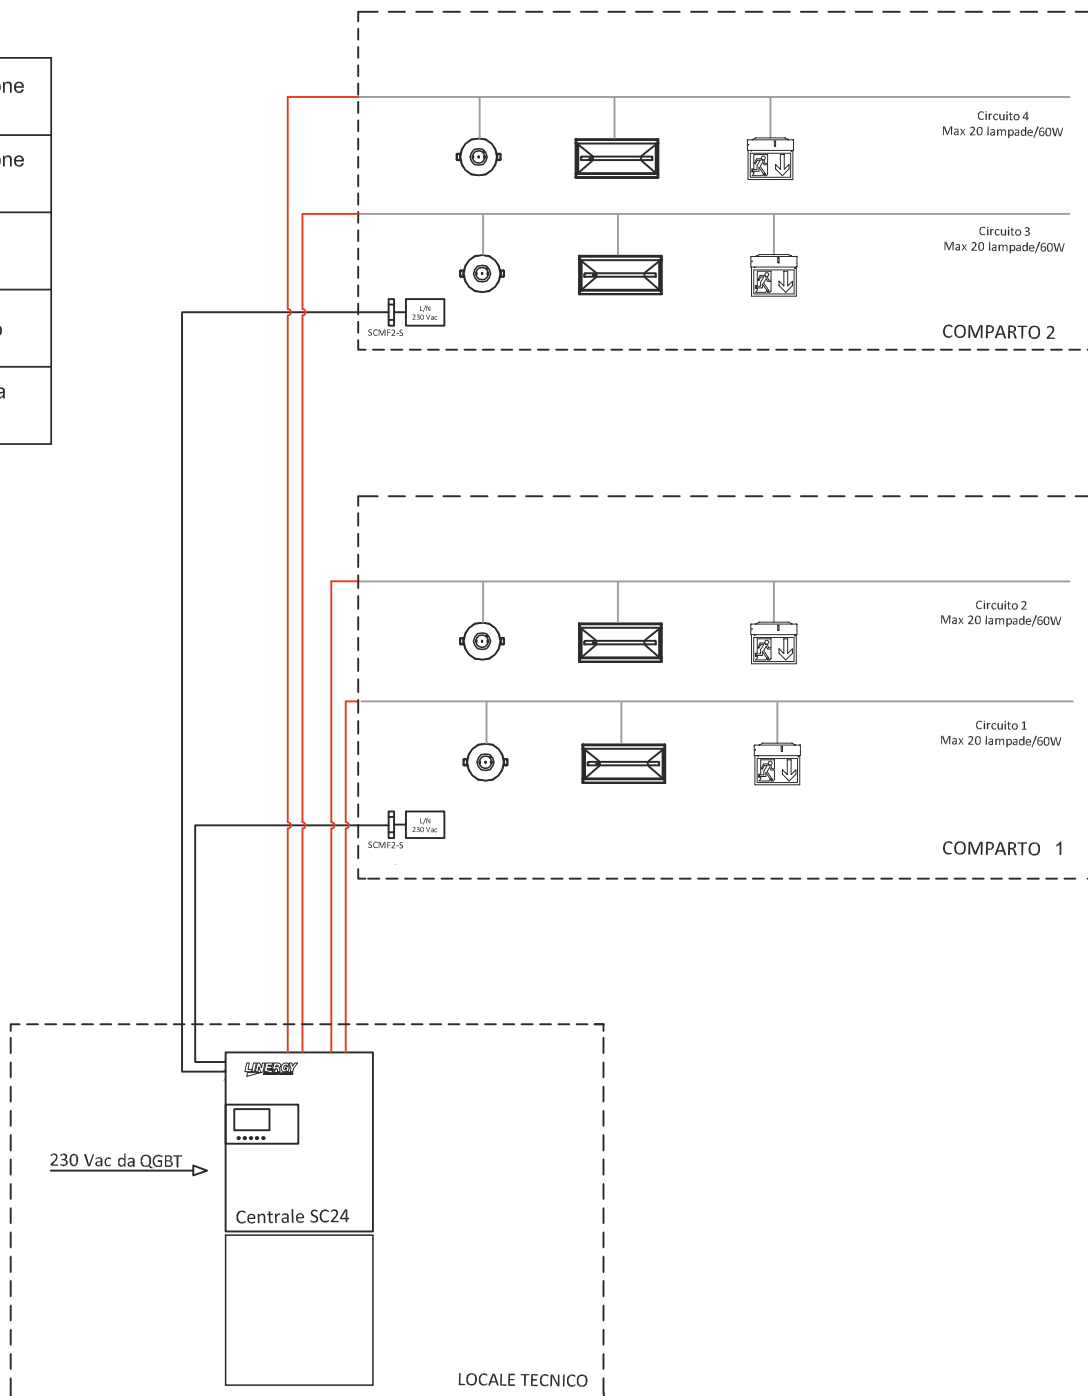 one
one
o
a
Circuito 4
Max 20 lampade/60W
Circuito 3
Max 20 lampade/60W
L/N
230 Vac
SCMF2-S
COMPARTO 2
Circuito 2
Max 20 lampade/60W
Circuito 1
Max 20 lampade/60W
L/N
230 Vac
SCMF2-S
COMPARTO 1
LINERGY
230 Vac da QGBT
Centrale SC24
LOCALE TECNICO